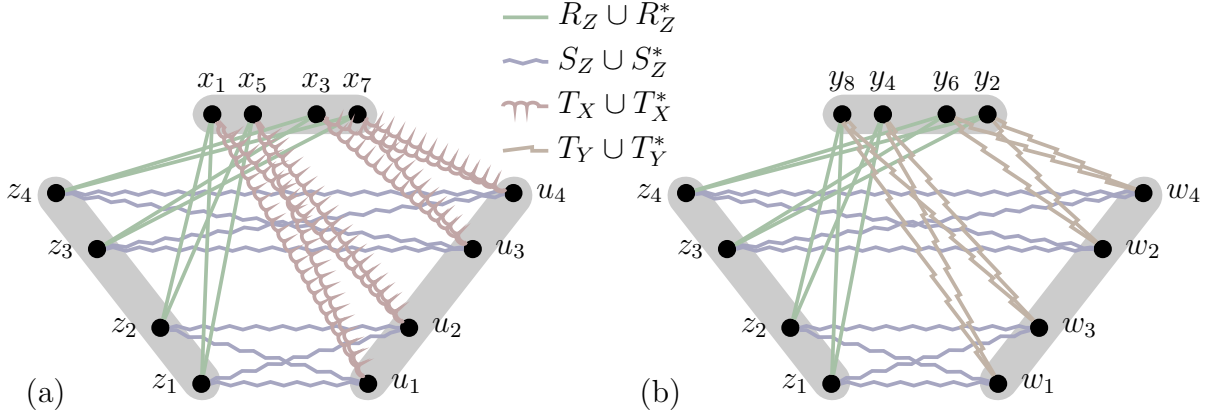 R_Z ∪ R_Z^*
S_Z ∪ S_Z^*
T_X ∪ T_X^*
T_Y ∪ T_Y^*
x_1 x_5 x_3 x_7
z_4
z_3
z_2
z_1
u_4
u_3
u_2
u_1
(a)
y_8 y_4 y_6 y_2
z_4
z_3
z_2
z_1
w_4
w_2
w_3
w_1
(b)